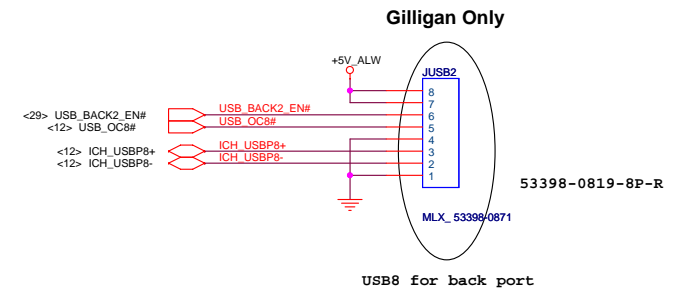 Gilligan Only
+5V_ALW
JUSB2
8
7
<29> USB_BACK2_EN# USB_BACK2_EN# 6
<12> USB_OC8# USB_OC8# 5
4
<12> ICH_USBP8+ ICH_USBP8+ 3
<12> ICH_USBP8- ICH_USBP8- 2
1
53398-0819-8P-R
MLX_ 53398-0871
USB8 for back port